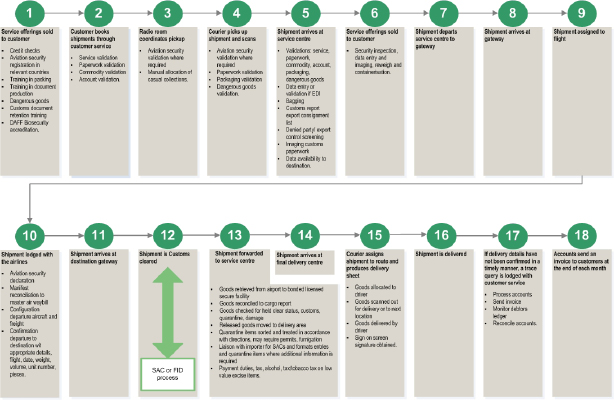 1
2
3
4
5
6
7
8
9
Service offerings sold
to customer
• Credit checks
• Aviation security
registration in
relevant countries
• Training in packing
• Training in document
production
• Dangerous goods
• Customs document
retention training
• DAFF Biosecurity
accreditation.
Customer books
shipments through
customer service
• Service validation
• Paperwork validation
• Commodity validation
• Account validation.
Radio room
coordinates pickup
• Aviation security
validation where
required
• Manual allocation of
casual collections.
Courier picks up
shipment and scans
• Aviation security
validation where
required
• Paperwork validation
• Packaging validation
• Dangerous goods
validation.
Shipment arrives at
service centre
• Validations: service,
paperwork,
commodity, account,
packaging,
dangerous goods
• Data entry or
validation if EDI
• Bagging
• Customs report
export consignment
list
• Denied party/ export
control screening
• Imaging customs
paperwork
• Data availability to
destination.
Service offerings sold
to customer
• Security inspection,
data entry and
imaging, reweigh and
containerisation.
Shipment departs
service centre to
gateway
Shipment arrives at
gateway
Shipment assigned to
flight
10
11
12
13
14
15
16
17
18
Shipment lodged with
the airlines
• Aviation security
declaration
• Manifest
reconciliation to
master air waybill
• Configuration
departure aircraft and
freight
• Confirmation
departure to
destination will
appropriate details,
flight, date, weight,
volume, unit number,
pieces.
Shipment arrives at
destination gateway
Shipment is Customs
cleared
SAC or FID
process
Shipment forwarded
to service centre
Shipment arrives at
final delivery centre
• Goods retrieved from airport to bonded licensed
secure facility
• Goods reconciled to cargo report
• Goods checked for held clear status, customs,
quarantine, damage
• Released goods moved to delivery area
• Quarantine items sorted and treated in accordance
with directions, may require permits, fumigation
• Liaison with importer for SACs and formats entries
and quarantine items where additional information is
required
• Payment duties, tax, alcohol, tax/tobacco tax on low
value excise items.
Courier assigns
shipment to route and
produces delivery
sheet
• Goods allocated to
driver
• Goods scanned out
for delivery or to next
location
• Goods delivered by
driver
• Sign on screen
signature obtained.
Shipment is delivered
If delivery details have
not been confirmed in a
timely manner, a trace
query is lodged with
customer service
• Process accounts
• Send invoice
• Monitor debtors
ledger
• Reconcile accounts.
Accounts send an
invoice to customers at
the end of each month